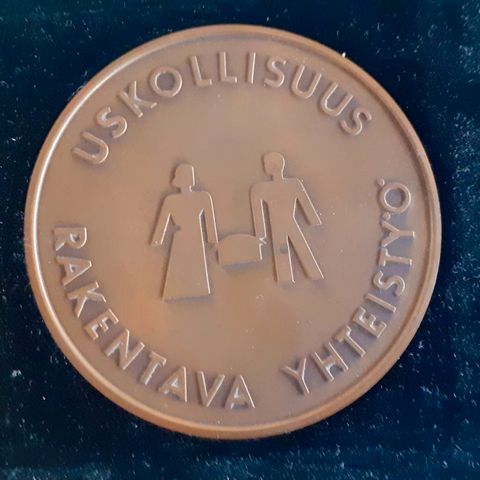 USKOLLISUUS
RAKENTAVA YHTEISTYÖ